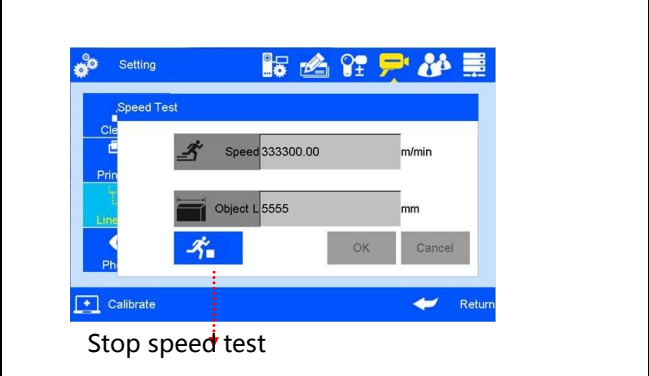 Setting
Speed Test
Cle
Speed 333300.00 m/min
Prin
Object L 5555 mm
Line
OK Cancel
Ph
Calibrate Return
Stop speed test